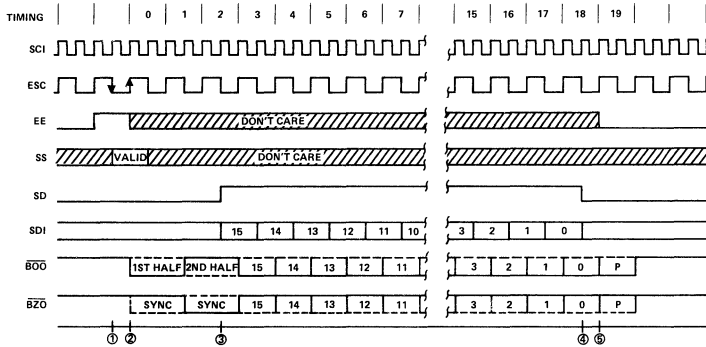 TIMING 0 1 2 3 4 5 6 7 15 16 17 18 19
SCI
ESC
EE DON'T CARE
SS VALID DON'T CARE
SD
SDI 15 14 13 12 11 10 3 2 1 0
BOO 1ST HALF 2ND HALF 15 14 13 12 11 3 2 1 0 P
BZO SYNC SYNC 15 14 13 12 11 3 2 1 0 P
① ② ③ ④ ⑤